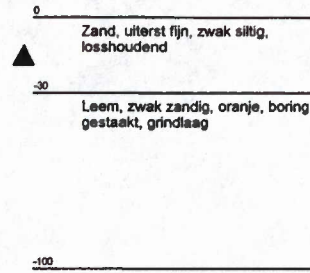 0
Zand, uiterst fijn, zwak siltig,
losshoudend
-30
Leem, zwak zandig, oranje, boring
gestaakt, grindlaag
-100